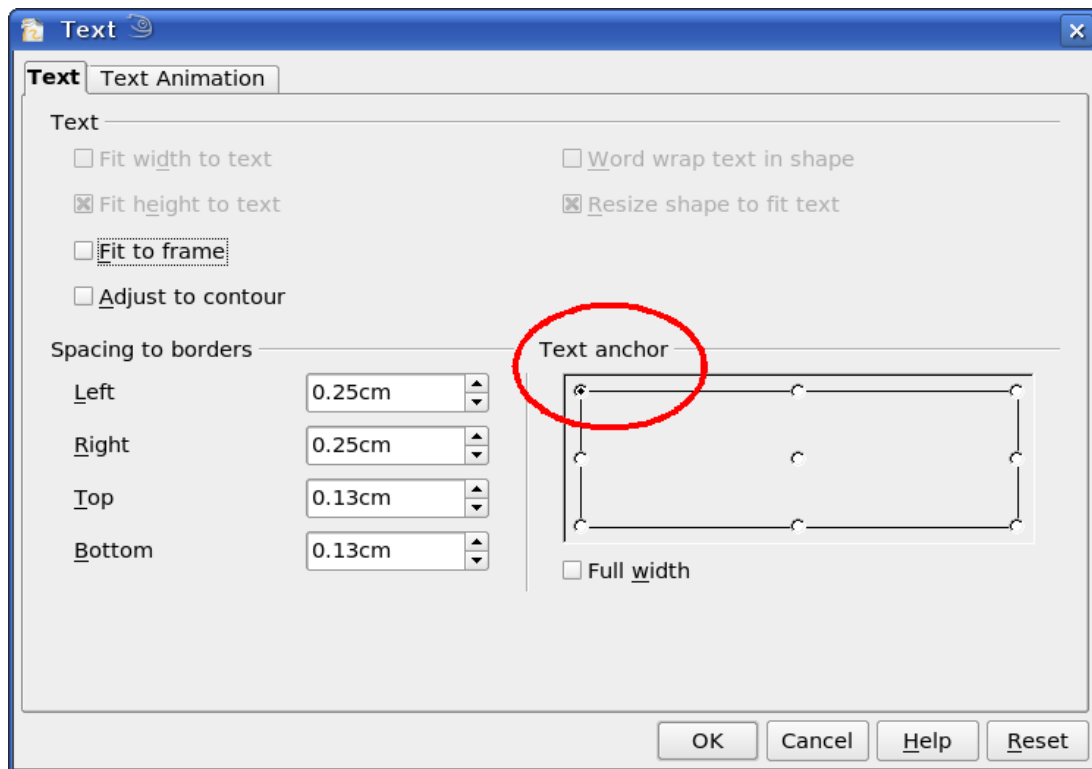 Text
Text Text Animation
Text
Fit width to text Word wrap text in shape
Fit height to text Resize shape to fit text
Fit to frame
Adjust to contour
Spacing to borders Text anchor
Left 0.25cm
Right 0.25cm
Top 0.13cm
Bottom 0.13cm
Full width
OK Cancel Help Reset